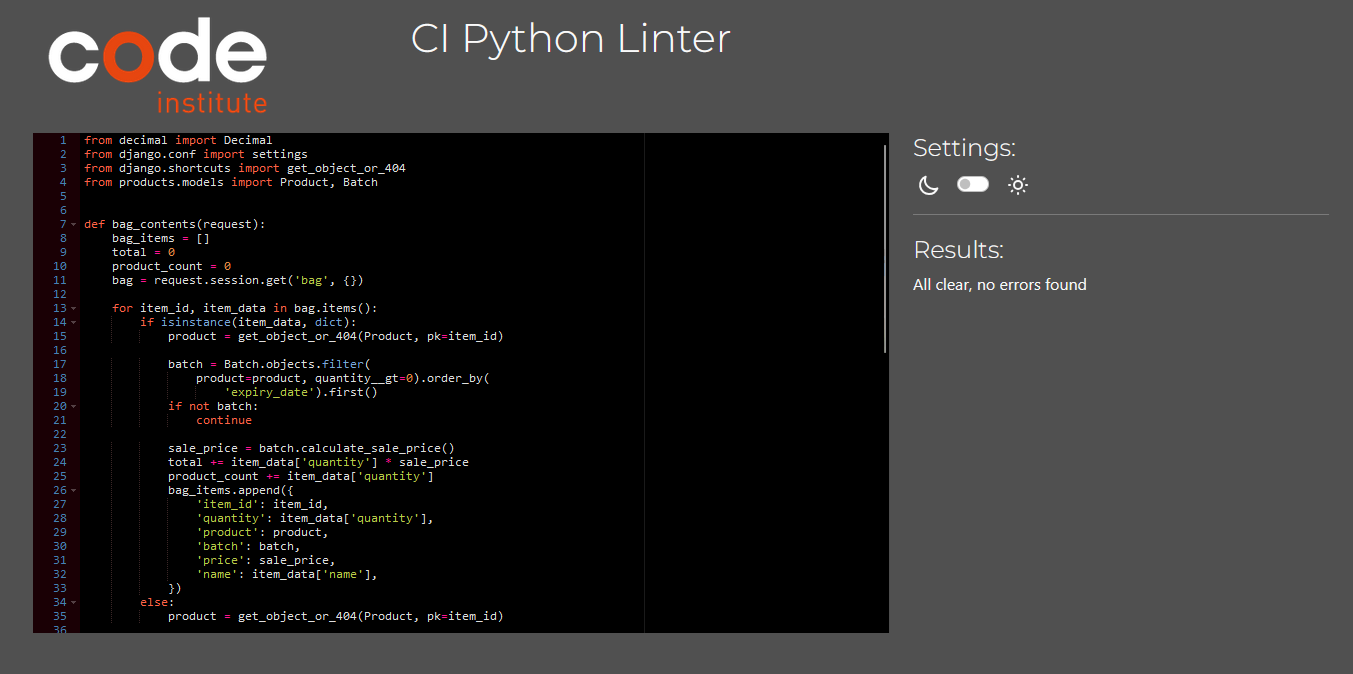 code
institute
CI Python Linter
1 from decimal import Decimal
2 from django.conf import settings
3 from django.shortcuts import get_object_or_404
4 from products.models import Product, Batch
5
6
7 def bag_contents(request):
8     bag_items = []
9     total = 0
10     product_count = 0
11     bag = request.session.get('bag', {})
12
13     for item_id, item_data in bag.items():
14         if isinstance(item_data, dict):
15             product = get_object_or_404(Product, pk=item_id)
16
17             batch = Batch.objects.filter(
18                 product=product, quantity__gt=0).order_by(
19                     'expiry_date').first()
20             if not batch:
21                 continue
22
23             sale_price = batch.calculate_sale_price()
24             total += item_data['quantity'] * sale_price
25             product_count += item_data['quantity']
26             bag_items.append({
27                 'item_id': item_id,
28                 'quantity': item_data['quantity'],
29                 'product': product,
30                 'batch': batch,
31                 'price': sale_price,
32                 'name': item_data['name'],
33             })
34         else:
35             product = get_object_or_404(Product, pk=item_id)
36
Settings:
Results:
All clear, no errors found